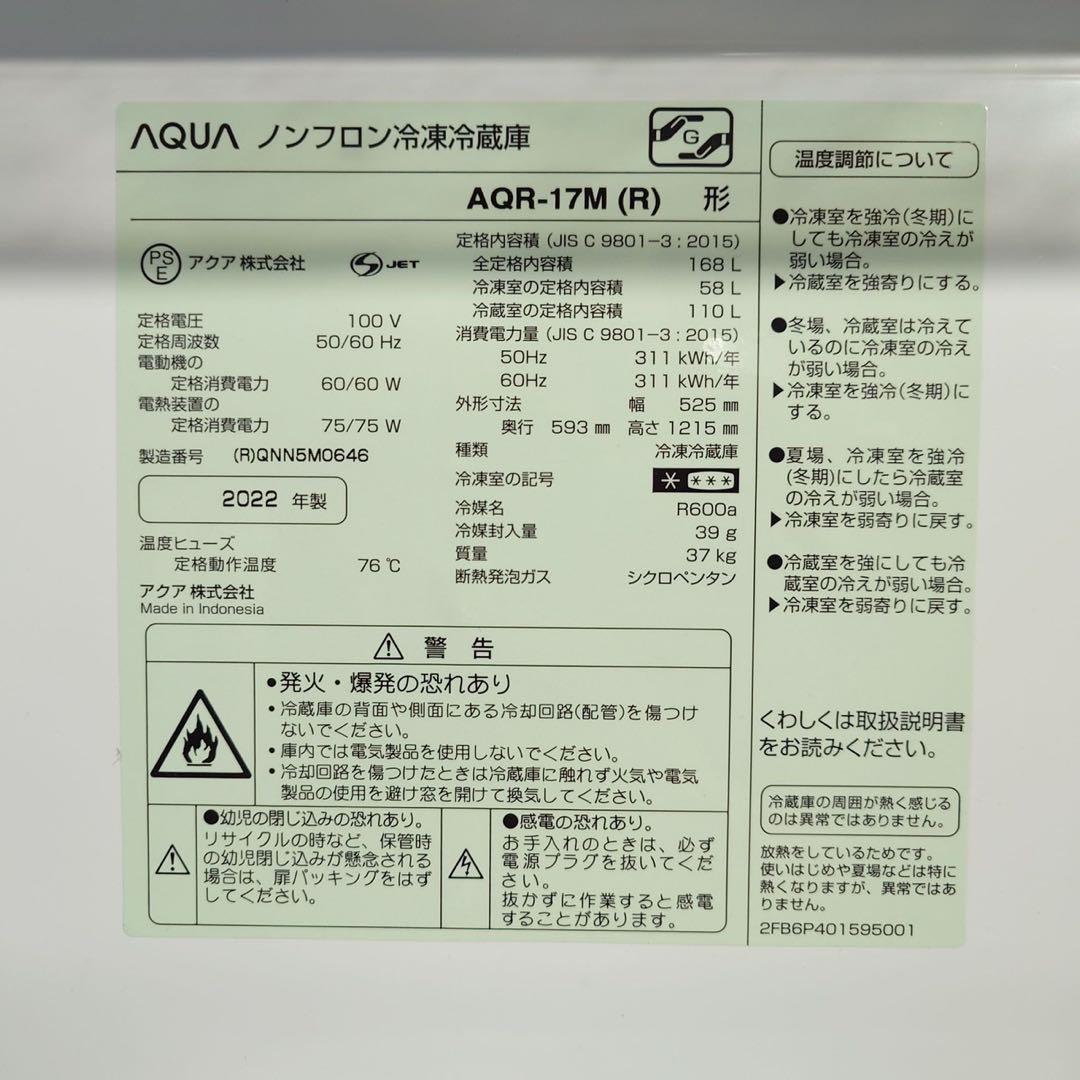 AQUA ノンフロン冷凍冷蔵庫
G
AQR-17M (R) 形
PS E アクア 株式会社 S JET
定格電圧 100 V
定格周波数 50/60 Hz
電動機の
定格消費電力 60/60 W
電熱装置の
定格消費電力 75/75 W
製造番号 (R)QNN5M0646
2022 年製
温度ヒューズ
定格動作温度 76 ℃
アクア 株式会社
Made in Indonesia
定格内容積 (JIS C 9801-3 : 2015)
全定格内容積 168 L
冷凍室の定格内容積 58 L
冷蔵室の定格内容積 110 L
消費電力量 (JIS C 9801-3 : 2015)
50Hz 311 kWh/年
60Hz 311 kWh/年
外形寸法 幅 525 ㎜
奥行 593 ㎜ 高さ 1215 ㎜
種類 冷凍冷蔵庫
冷凍室の記号 * ***
冷媒名 R600a
冷媒封入量 39 g
質量 37 kg
断熱発泡ガス シクロペンタン
⚠ 警 告
•発火・爆発の恐れあり
•冷蔵庫の背面や側面にある冷却回路(配管)を傷つけ
ないでください。
•庫内では電気製品を使用しないでください。
•冷却回路を傷つけたときは冷蔵庫に触れず火気や電気
製品の使用を避け窓を開けて換気してください。
●幼児の閉じ込みの恐れあり。
リサイクルの時など、保管時
の幼児閉じ込みが懸念される
場合は、扉パッキングをはず
してください。
●感電の恐れあり。
お手入れのときは、必ず
電源プラグを抜いてくだ
さい。
抜かずに作業すると感電
することがあります。
温度調節について
●冷凍室を強冷(冬期)に
しても冷凍室の冷えが
弱い場合。
▶冷蔵室を強寄りにする。
●冬場、冷蔵室は冷えて
いるのに冷凍室の冷え
が弱い場合。
▶冷凍室を強冷(冬期)に
する。
●夏場、冷凍室を強冷
(冬期)にしたら冷蔵室
の冷えが弱い場合。
▶冷凍室を弱寄りに戻す。
●冷蔵室を強にしても冷
蔵室の冷えが弱い場合。
▶冷凍室を弱寄りに戻す。
くわしくは取扱説明書
をお読みください。
冷蔵庫の周囲が熱く感じる
のは異常ではありません。
放熱をしているためです。
使いはじめや夏場などは特に
熱くなりますが、異常ではあ
りません。
2FB6P401595001